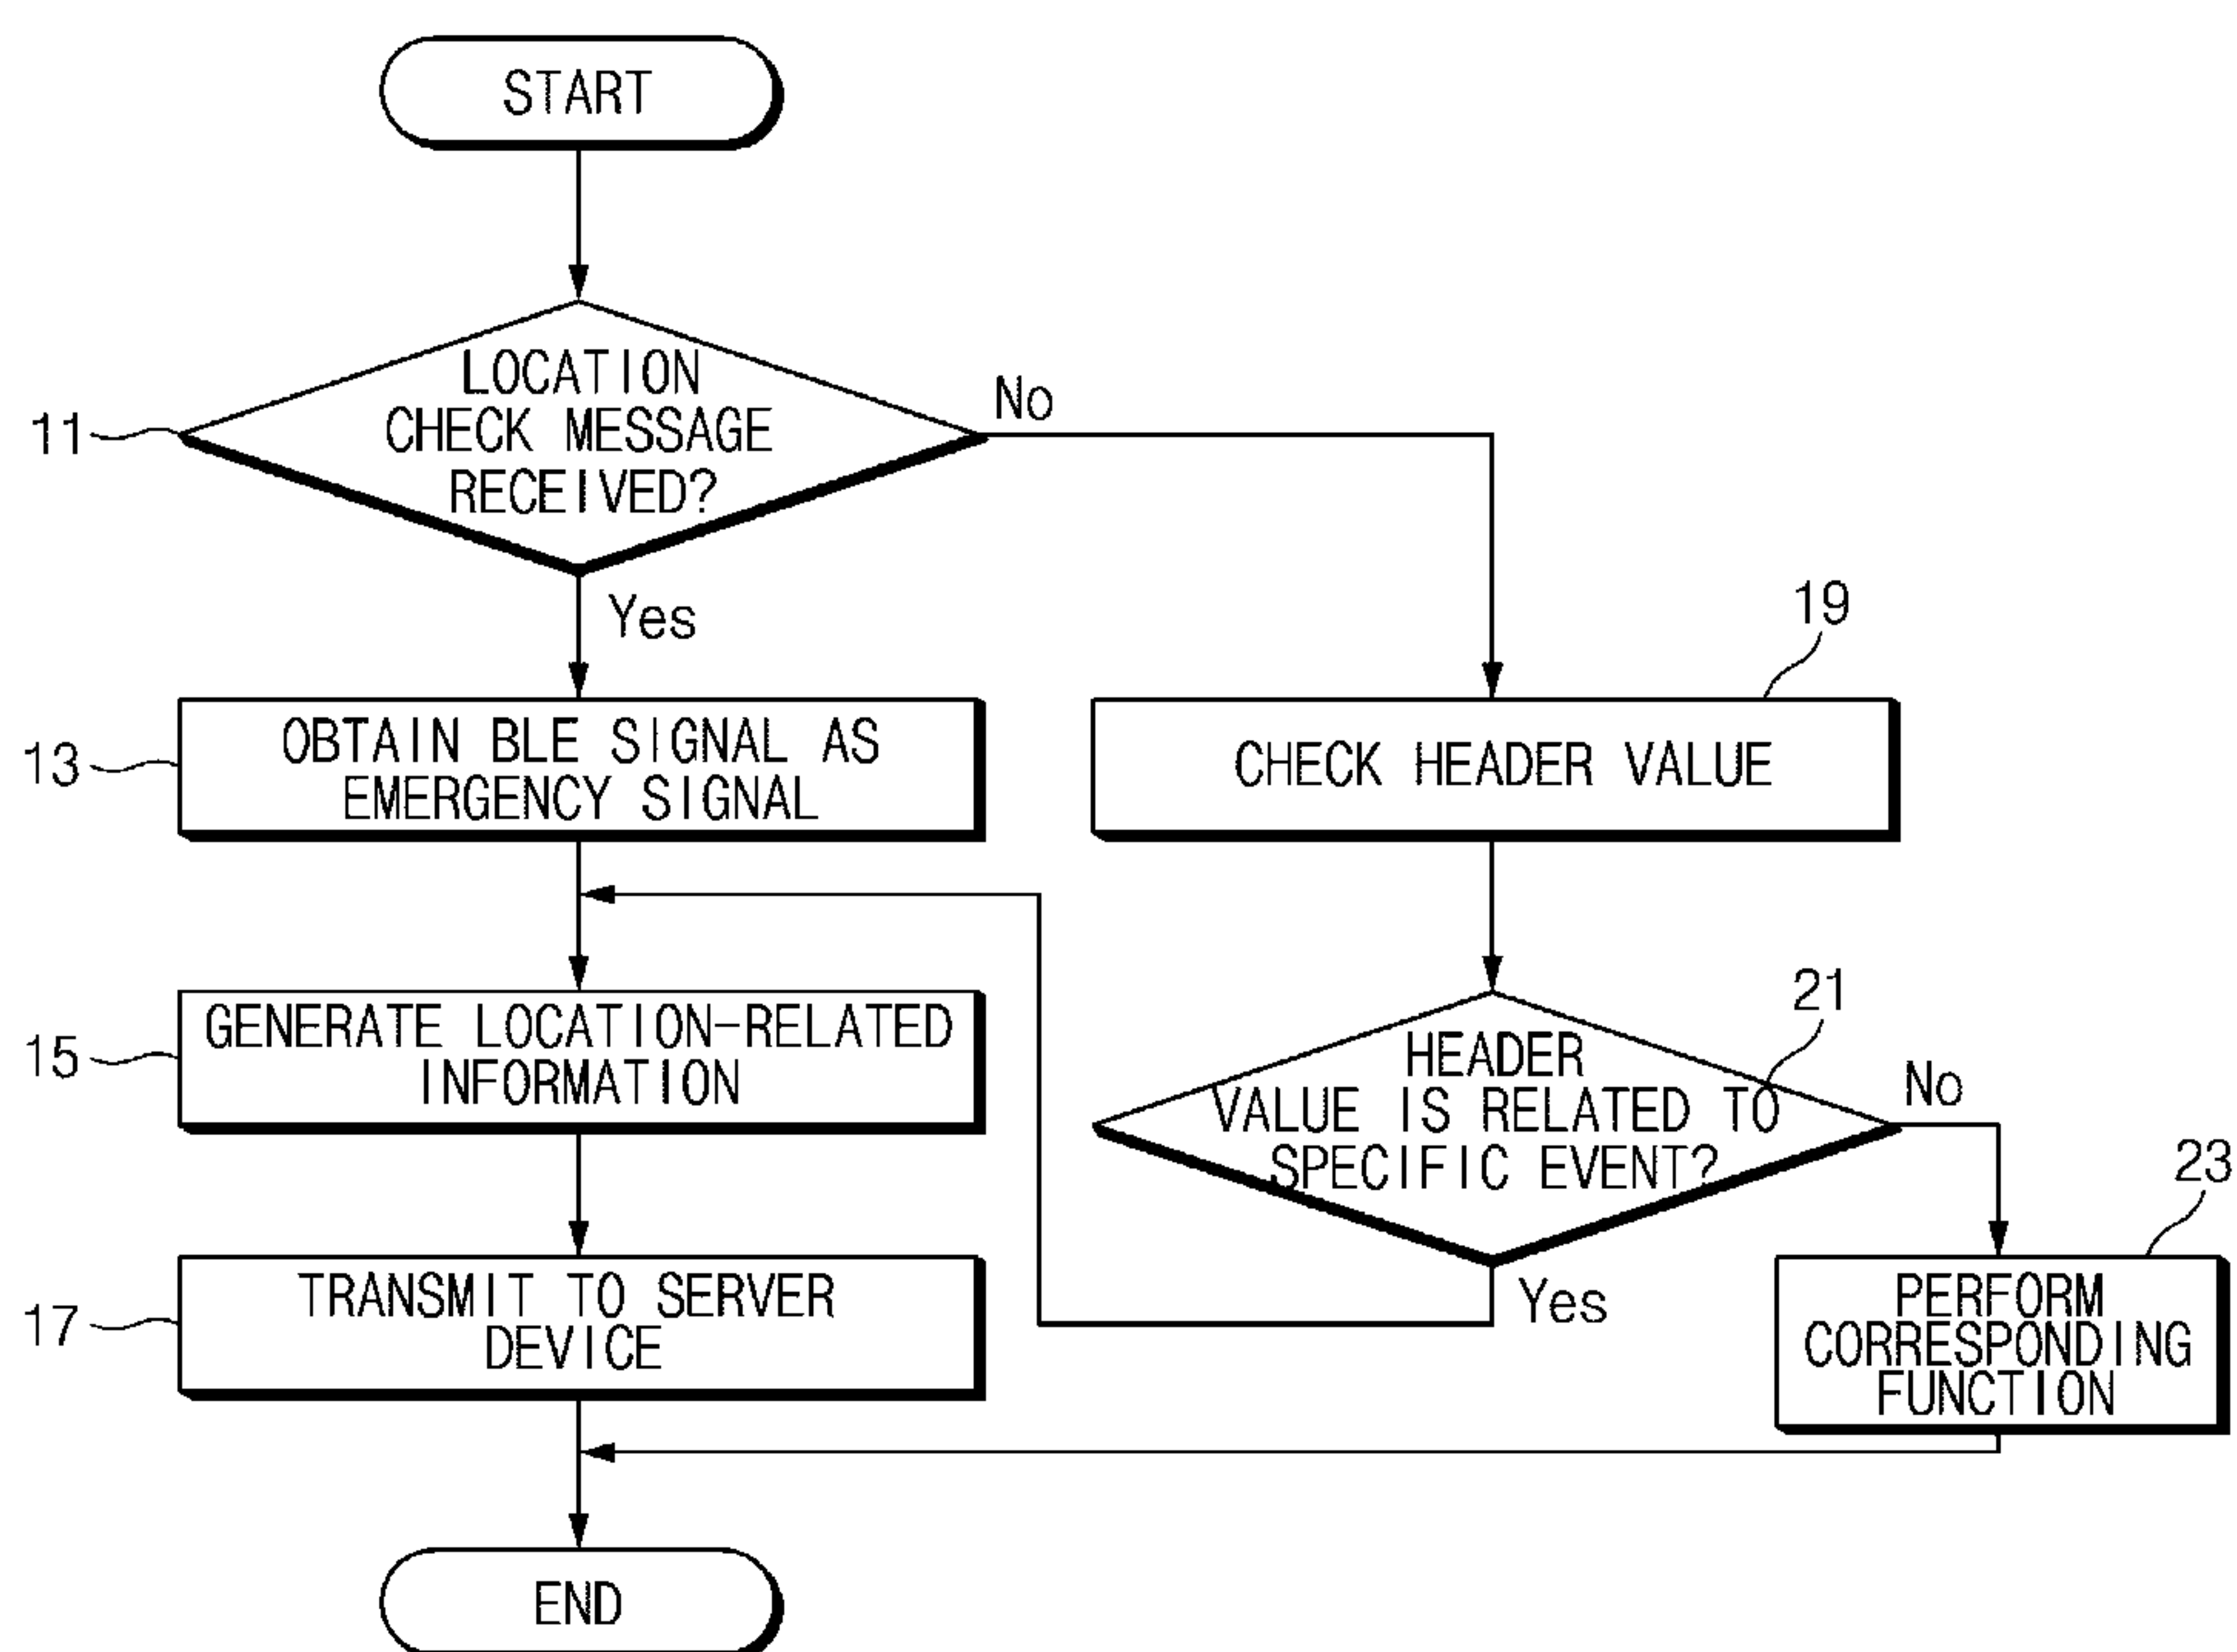 START
LOCATION
CHECK MESSAGE
RECEIVED?
11
No
Yes
13
OBTAIN BLE SIGNAL AS
EMERGENCY SIGNAL
19
CHECK HEADER VALUE
15
GENERATE LOCATION-RELATED
INFORMATION
21
HEADER
VALUE IS RELATED TO
SPECIFIC EVENT?
No
Yes
17
TRANSMIT TO SERVER
DEVICE
23
PERFORM
CORRESPONDING
FUNCTION
END